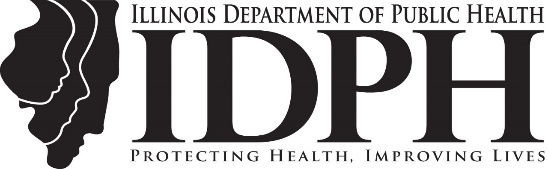 ILLINOIS DEPARTMENT OF PUBLIC HEALTH
IDPH
PROTECTING HEALTH, IMPROVING LIVES